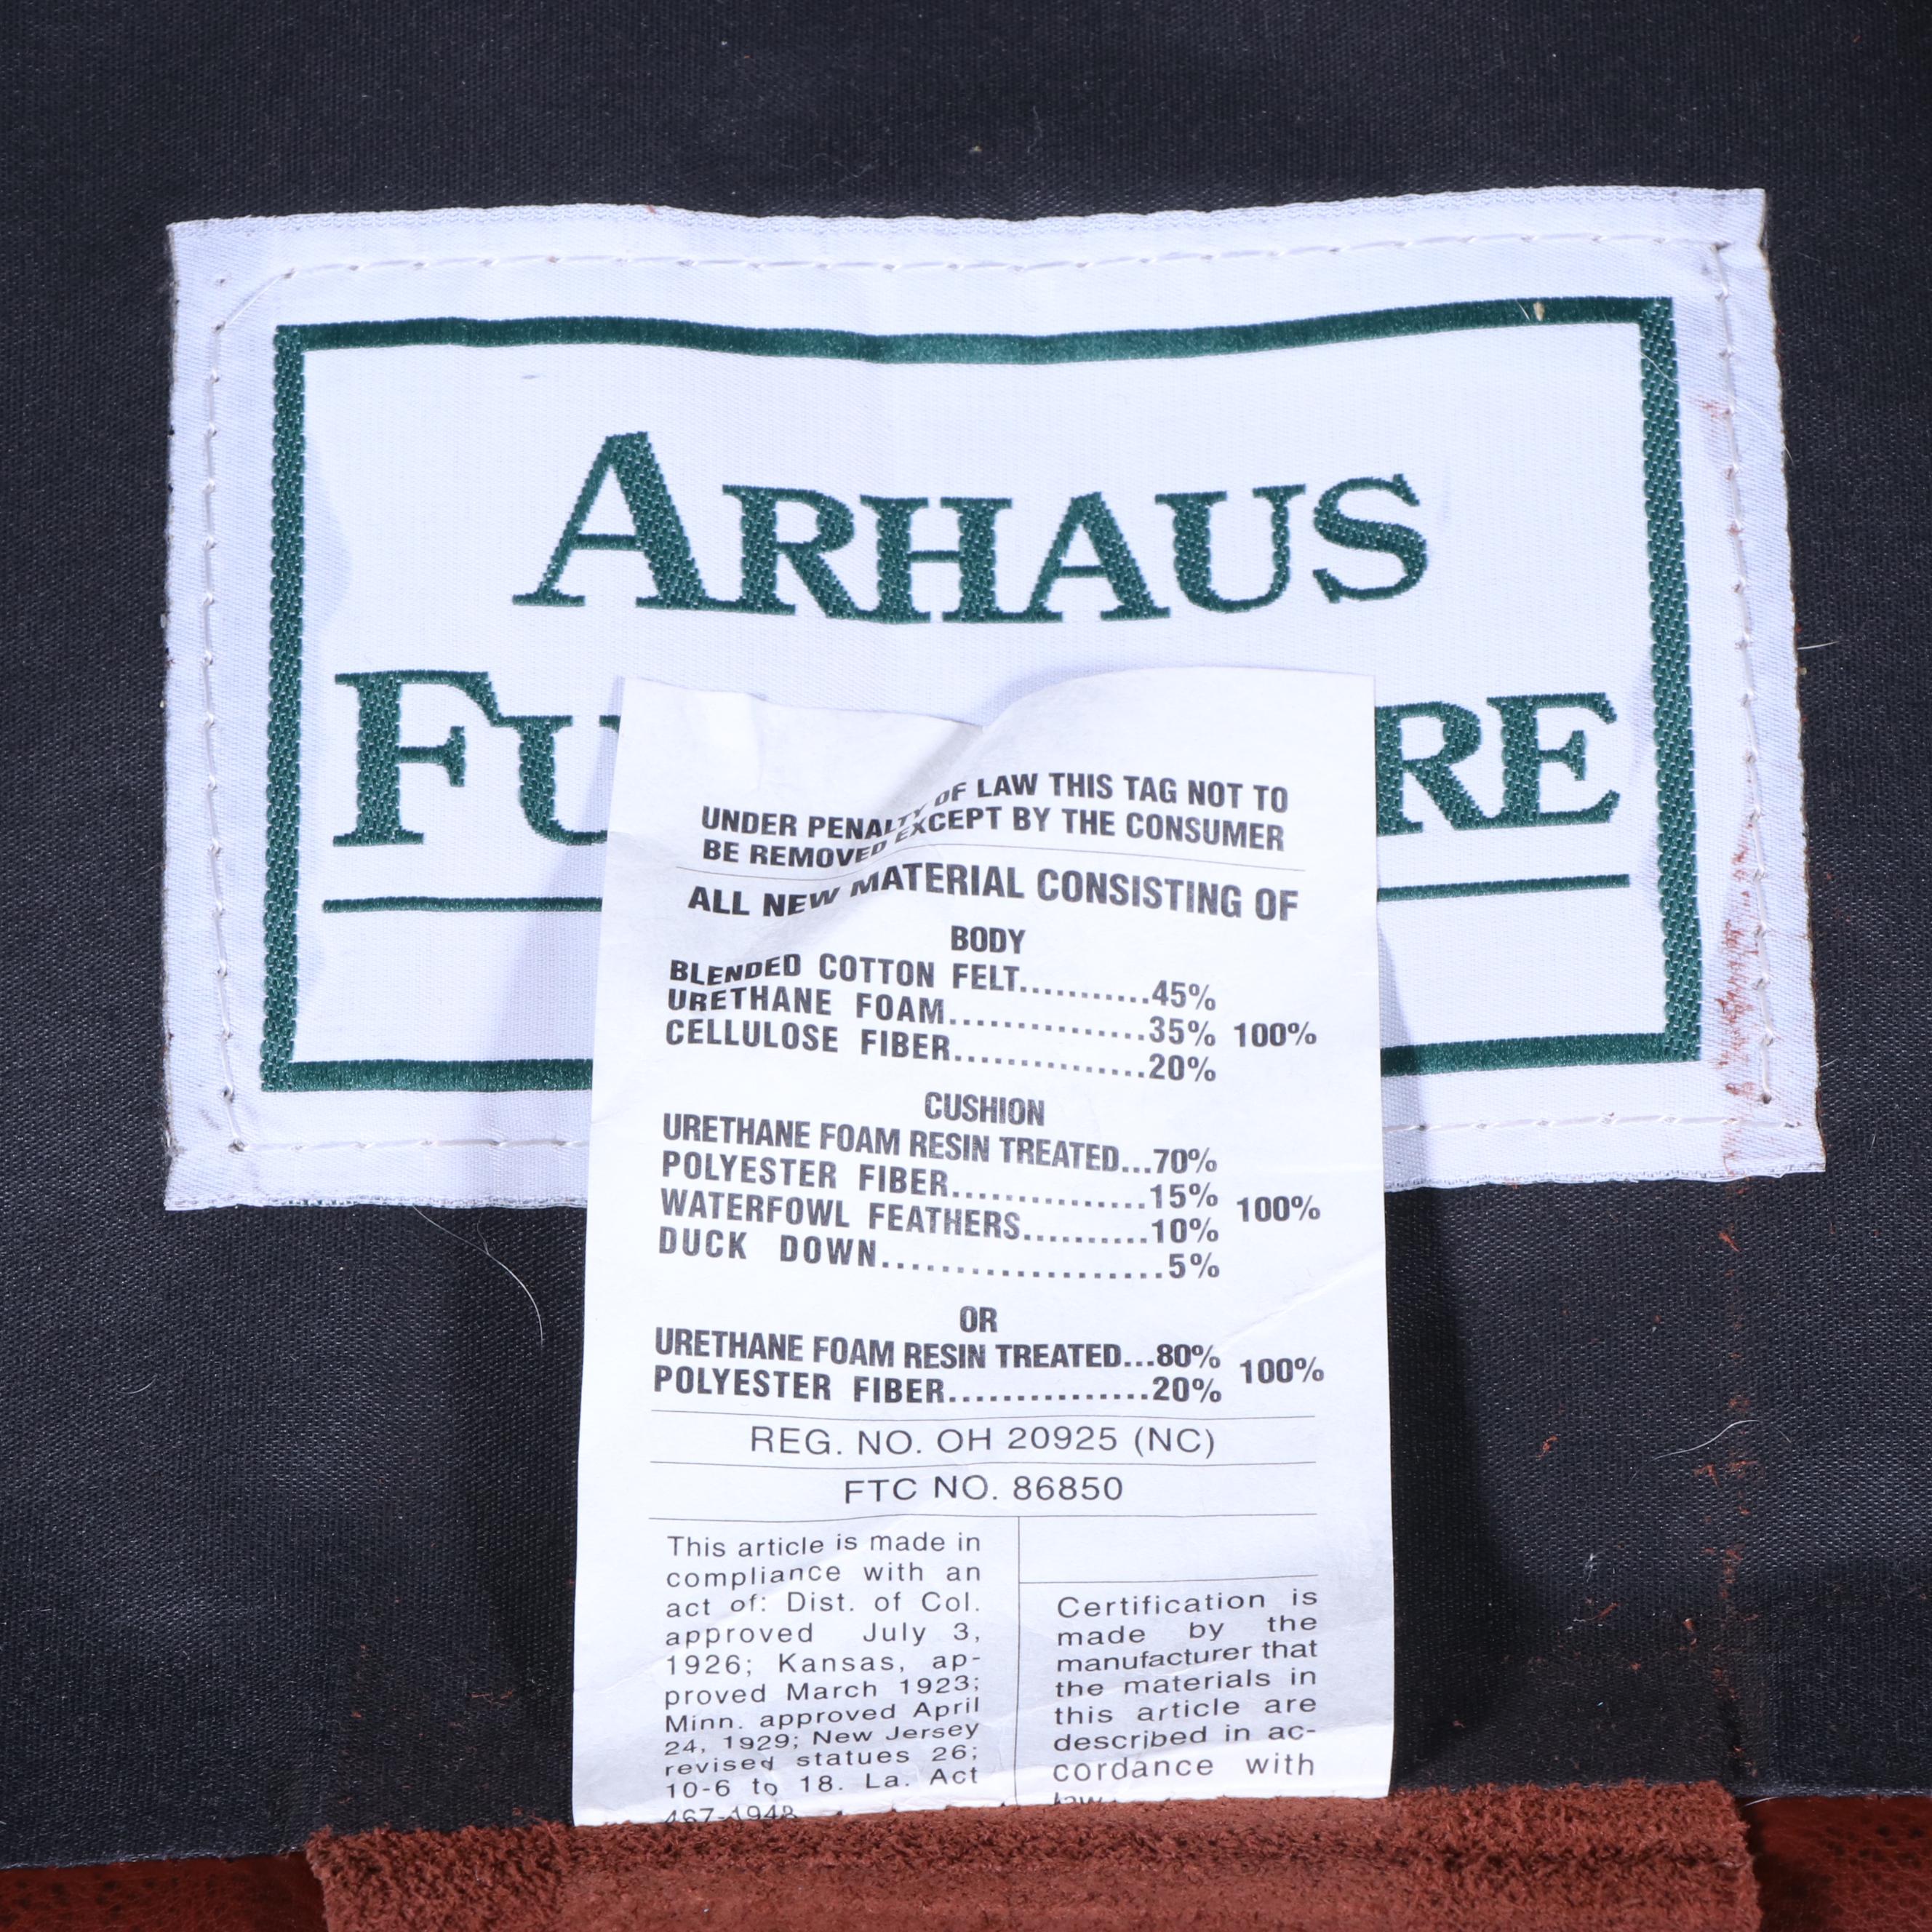 ARHAUS
FU RE
UNDER PENALTY OF LAW THIS TAG NOT TO
BE REMOVED EXCEPT BY THE CONSUMER
ALL NEW MATERIAL CONSISTING OF
BODY
BLENDED COTTON FELT...........45%
URETHANE FOAM...............35% 100%
CELLULOSE FIBER...............20%
CUSHION
URETHANE FOAM RESIN TREATED...70%
POLYESTER FIBER...............15%
WATERFOWL FEATHERS..........10% 100%
DUCK DOWN...................5%
OR
URETHANE FOAM RESIN TREATED...80% 100%
POLYESTER FIBER...............20%
REG. NO. OH 20925 (NC)
FTC NO. 86850
This article is made in
compliance with an
act of: Dist. of Col.
approved July 3,
1926; Kansas, ap-
proved March 1923;
Minn. approved April
24, 1929; New Jersey
revised statues 26;
10-6 to 18. La. Act
467-1948
Certification is
made by the
manufacturer that
the materials in
this article are
described in ac-
cordance with
law.